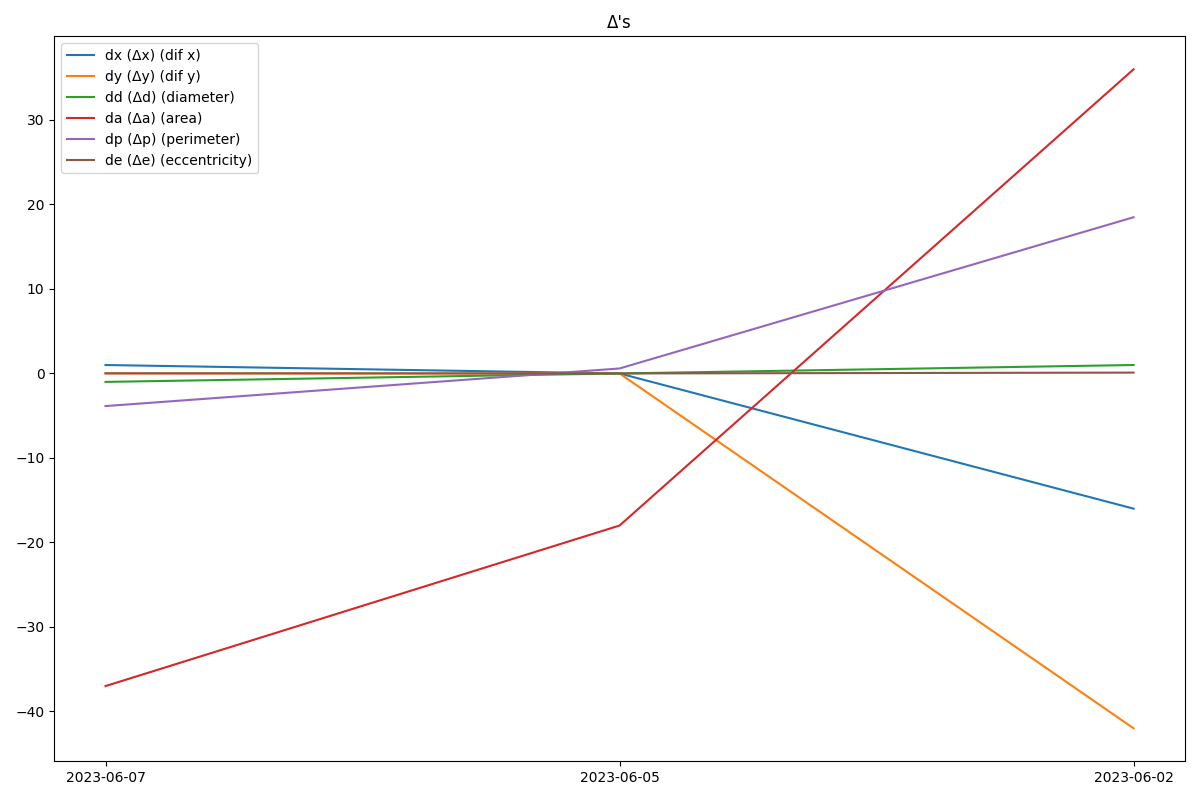 Δ's
dx (Δx) (dif x)
dy (Δy) (dif y)
dd (Δd) (diameter)
da (Δa) (area)
dp (Δp) (perimeter)
de (Δe) (eccentricity)
30
20
10
0
−10
−20
−30
−40
2023-06-07 2023-06-05 2023-06-02